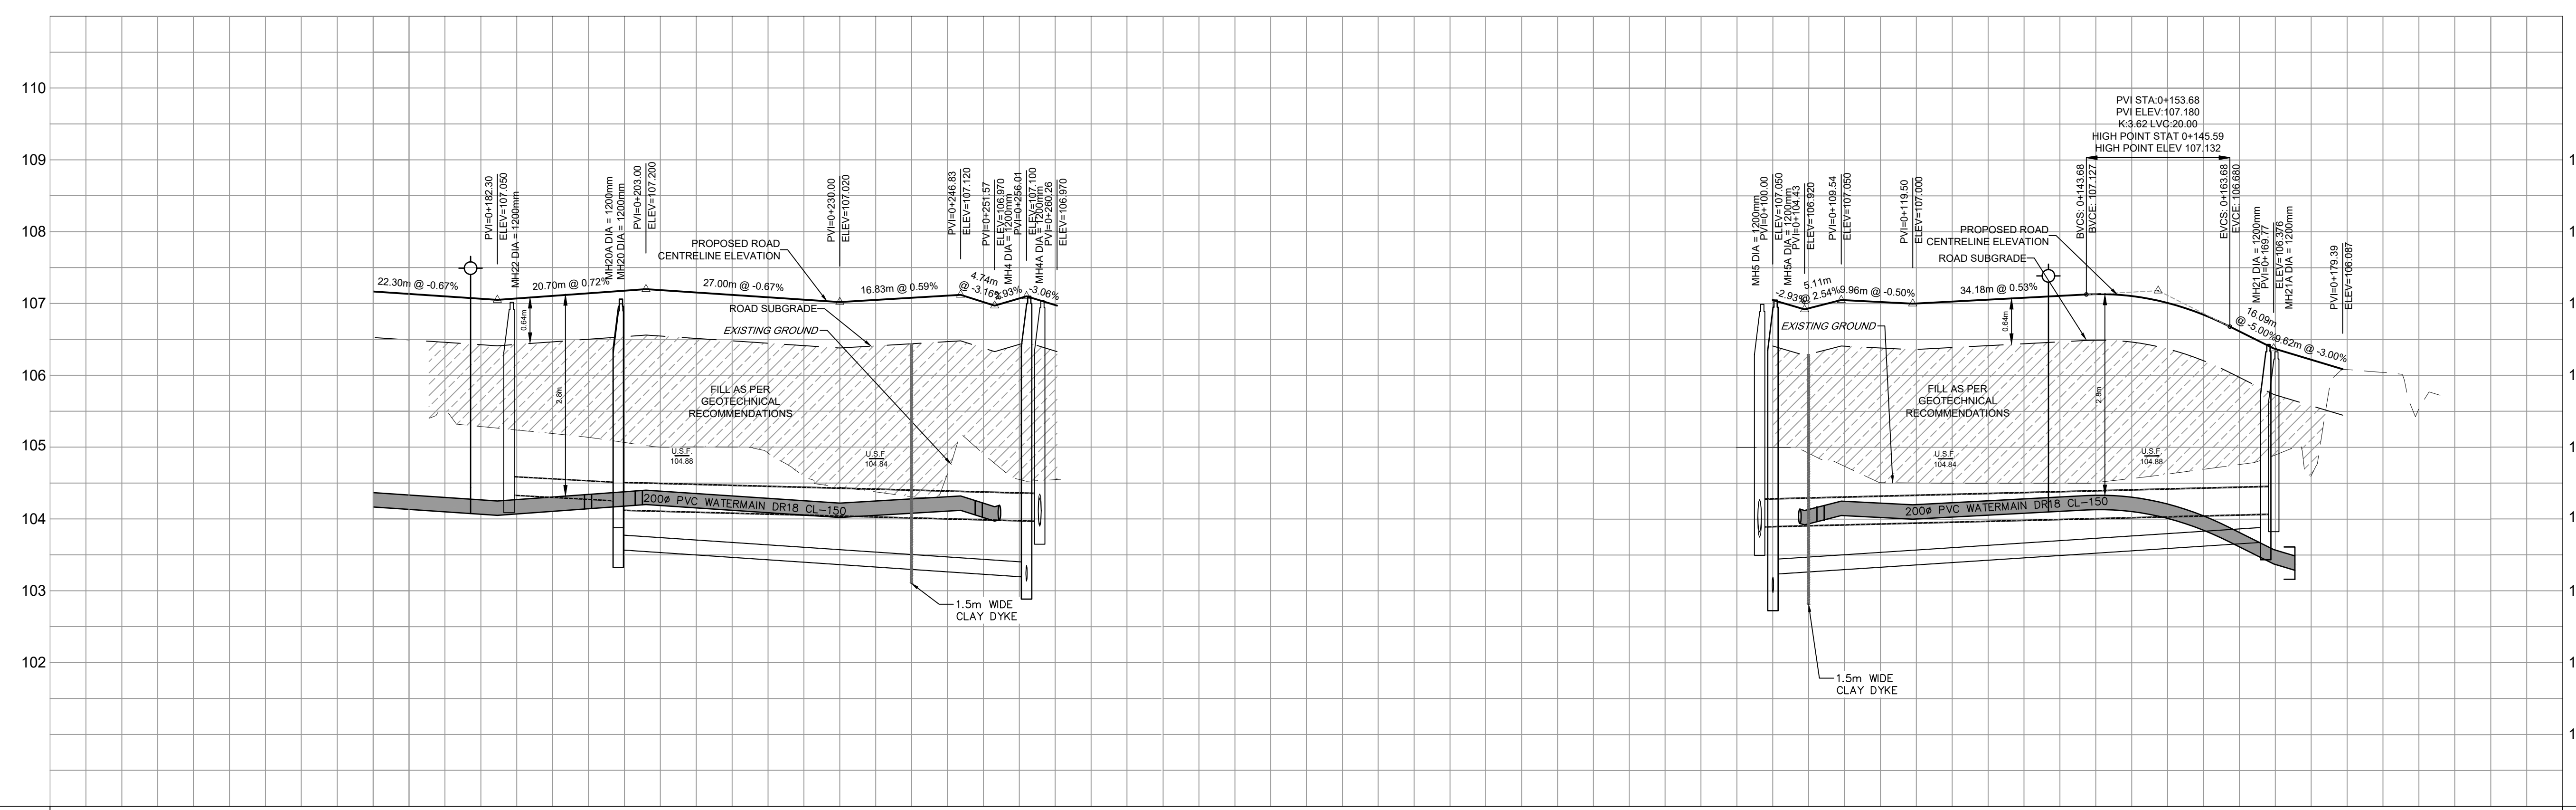 110
109
108
107
106
105
104
103
102
PVI=0+182.30
ELEV=107.050
MH22 DIA = 1200mm
MH20A DIA = 1200mm
MH20 DIA = 1200mm
PVI=0+203.00
ELEV=107.200
PVI=0+230.00
ELEV=107.020
PVI=0+246.83
ELEV=107.120
PVI=0+251.57
ELEV=106.970
MH4 DIA = 1200mm
PVI=0+256.01
ELEV=107.100
MH4A DIA = 1200mm
PVI=0+260.26
ELEV=106.970
PROPOSED ROAD
CENTRELINE ELEVATION
ROAD SUBGRADE
EXISTING GROUND
22.30m @ -0.67%
20.70m @ 0.72%
27.00m @ -0.67%
16.83m @ 0.59%
4.74m
@ -3.16%
2.93%
-3.06%
0.64m
2.8m
FILL AS PER
GEOTECHNICAL
RECOMMENDATIONS
U.S.F.
104.88
U.S.F.
104.84
200ø PVC WATERMAIN DR18 CL-150
1.5m WIDE
CLAY DYKE
PVI STA:0+153.68
PVI ELEV:107.180
K:3.62 LVC:20.00
HIGH POINT STAT 0+145.59
HIGH POINT ELEV 107.132
MH5 DIA = 1200mm
PVI=0+100.00
ELEV=107.050
MH5A DIA = 1200mm
PVI=0+104.43
ELEV=106.920
PVI=0+109.54
ELEV=107.050
PVI=0+119.50
ELEV=107.000
BVCS: 0+143.68
BVCE: 107.127
EVCS: 0+163.68
EVCE: 106.680
MH21 DIA = 1200mm
PVI=0+169.77
ELEV=106.376
MH21A DIA = 1200mm
PVI=0+179.39
ELEV=106.087
PROPOSED ROAD
CENTRELINE ELEVATION
ROAD SUBGRADE
EXISTING GROUND
-2.93%
5.11m
@ 2.54%
9.96m @ -0.50%
34.18m @ 0.53%
16.09m
@ -5.00%
9.62m @ -3.00%
0.64m
2.8m
FILL AS PER
GEOTECHNICAL
RECOMMENDATIONS
U.S.F.
104.84
U.S.F.
104.88
200ø PVC WATERMAIN DR18 CL-150
1.5m WIDE
CLAY DYKE